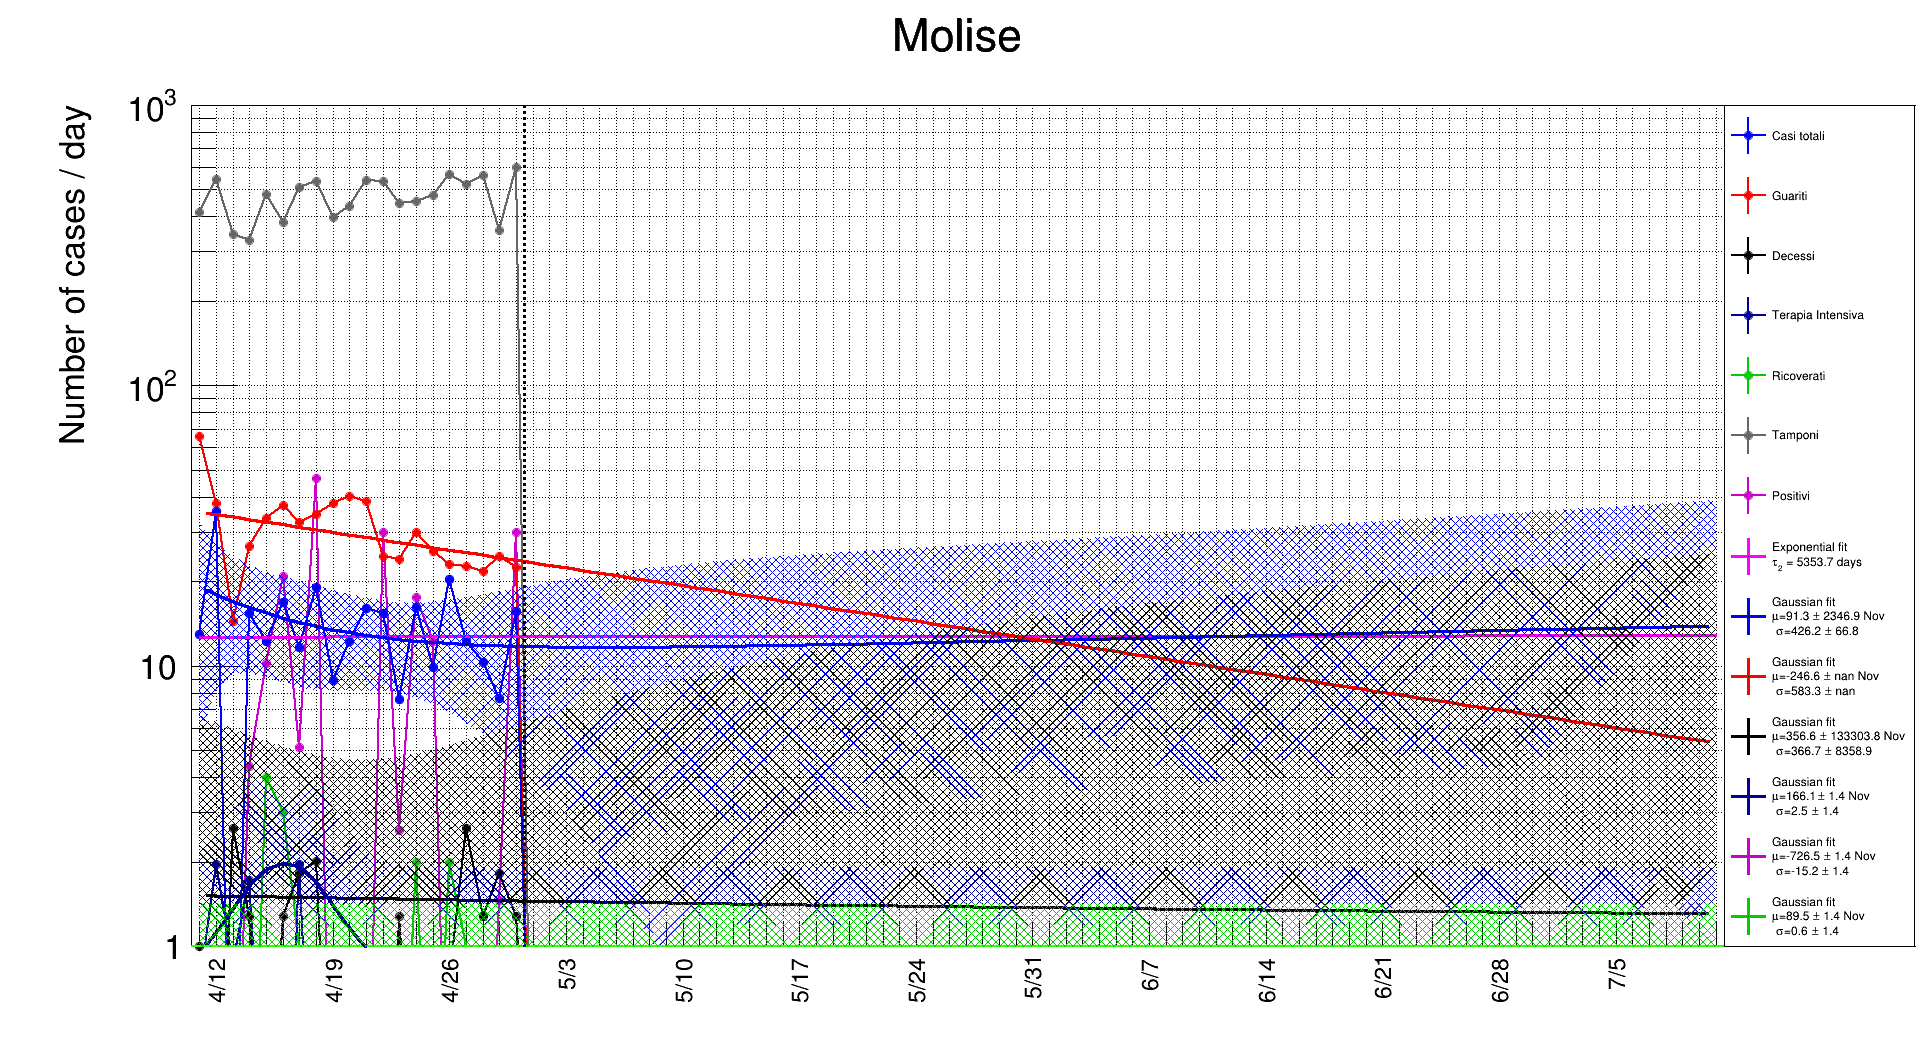 Molise
Number of cases / day
10³
10²
10
1
4/12
4/19
4/26
5/3
5/10
5/17
5/24
5/31
6/7
6/14
6/21
6/28
7/5
Casi totali
Guariti
Decessi
Terapia Intensiva
Ricoverati
Tamponi
Positivi
Exponential fit
τ₂ = 5353.7 days
Gaussian fit
μ=91.3 ± 2346.9 Nov
σ=426.2 ± 66.8
Gaussian fit
μ=-246.6 ± nan Nov
σ=583.3 ± nan
Gaussian fit
μ=356.6 ± 133303.8 Nov
σ=366.7 ± 8358.9
Gaussian fit
μ=166.1 ± 1.4 Nov
σ=2.5 ± 1.4
Gaussian fit
μ=-726.5 ± 1.4 Nov
σ=-15.2 ± 1.4
Gaussian fit
μ=89.5 ± 1.4 Nov
σ=0.6 ± 1.4